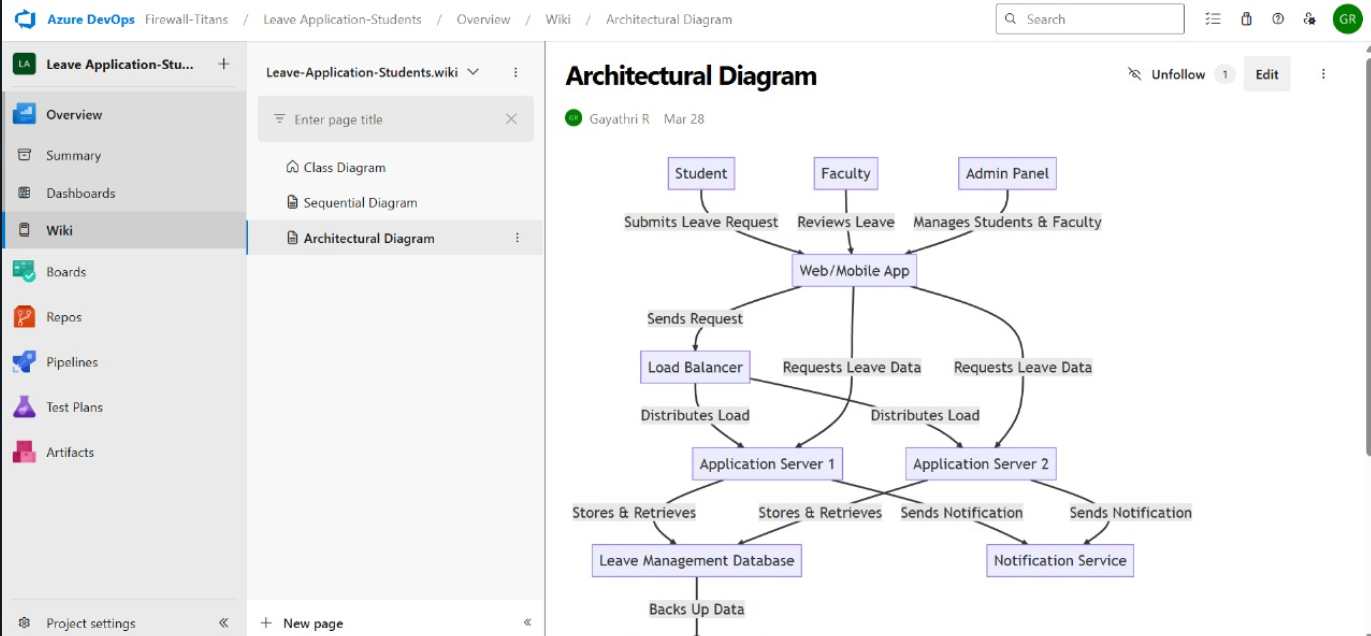 Azure DevOps Firewall-Titans / Leave Application-Students / Overview / Wiki / Architectural Diagram
Search
GR
LA Leave Application-Stu... +
Overview
Summary
Dashboards
Wiki
Boards
Repos
Pipelines
Test Plans
Artifacts
Project settings
Leave-Application-Students.wiki
Enter page title
Class Diagram
Sequential Diagram
Architectural Diagram
+ New page
Architectural Diagram
Unfollow 1 Edit
GR Gayathri R Mar 28
Student Faculty Admin Panel
Submits Leave Request Reviews Leave Manages Students & Faculty
Web/Mobile App
Sends Request
Load Balancer Requests Leave Data Requests Leave Data
Distributes Load Distributes Load
Application Server 1 Application Server 2
Stores & Retrieves Stores & Retrieves Sends Notification Sends Notification
Leave Management Database Notification Service
Backs Up Data